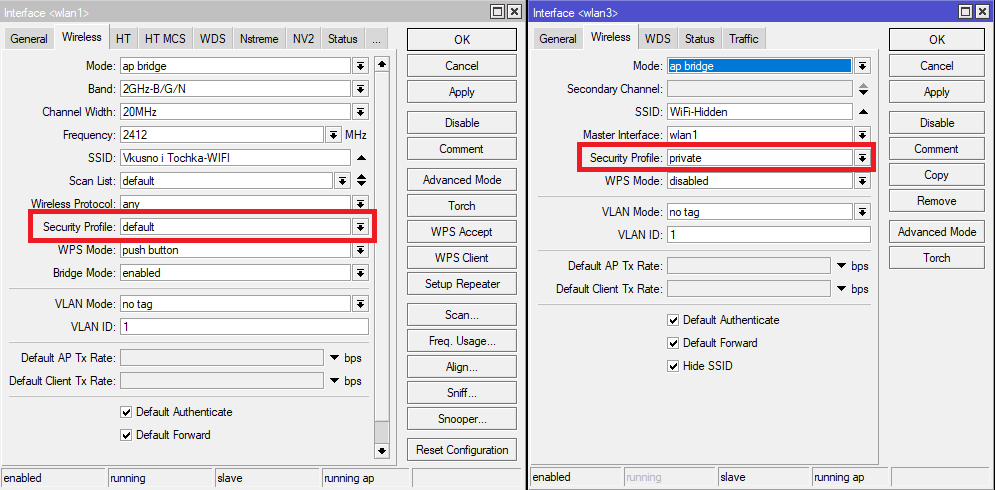 Interface <wlan1>
General Wireless HT HT MCS WDS Nstreme NV2 Status ...
Mode: ap bridge
Band: 2GHz-B/G/N
Channel Width: 20MHz
Frequency: 2412 MHz
SSID: Vkusno i Tochka-WIFI
Scan List: default
Wireless Protocol: any
Security Profile: default
WPS Mode: push button
Bridge Mode: enabled
VLAN Mode: no tag
VLAN ID: 1
Default AP Tx Rate: bps
Default Client Tx Rate: bps
Default Authenticate
Default Forward
OK
Cancel
Apply
Disable
Comment
Advanced Mode
Torch
WPS Accept
WPS Client
Setup Repeater
Scan...
Freq. Usage...
Align...
Sniff...
Snooper...
Reset Configuration
enabled running slave running ap
Interface <wlan3>
General Wireless WDS Status Traffic
Mode: ap bridge
Secondary Channel:
SSID: WiFi-Hidden
Master Interface: wlan1
Security Profile: private
WPS Mode: disabled
VLAN Mode: no tag
VLAN ID: 1
Default AP Tx Rate: bps
Default Client Tx Rate: bps
Default Authenticate
Default Forward
Hide SSID
OK
Cancel
Apply
Disable
Comment
Copy
Remove
Advanced Mode
Torch
enabled running slave running ap